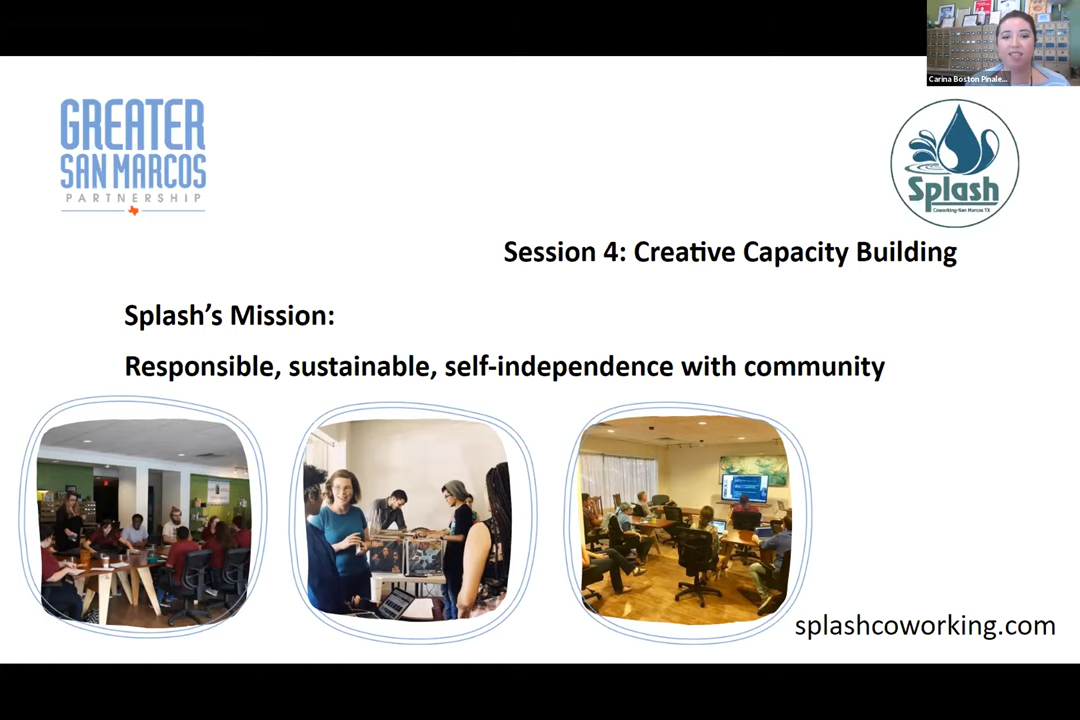 Carina Boston Pinale...
GREATER
SAN MARCOS
PARTNERSHIP
Splash
Coworking-San Marcos TX
Session 4: Creative Capacity Building
Splash's Mission:
Responsible, sustainable, self-independence with community
splashcoworking.com